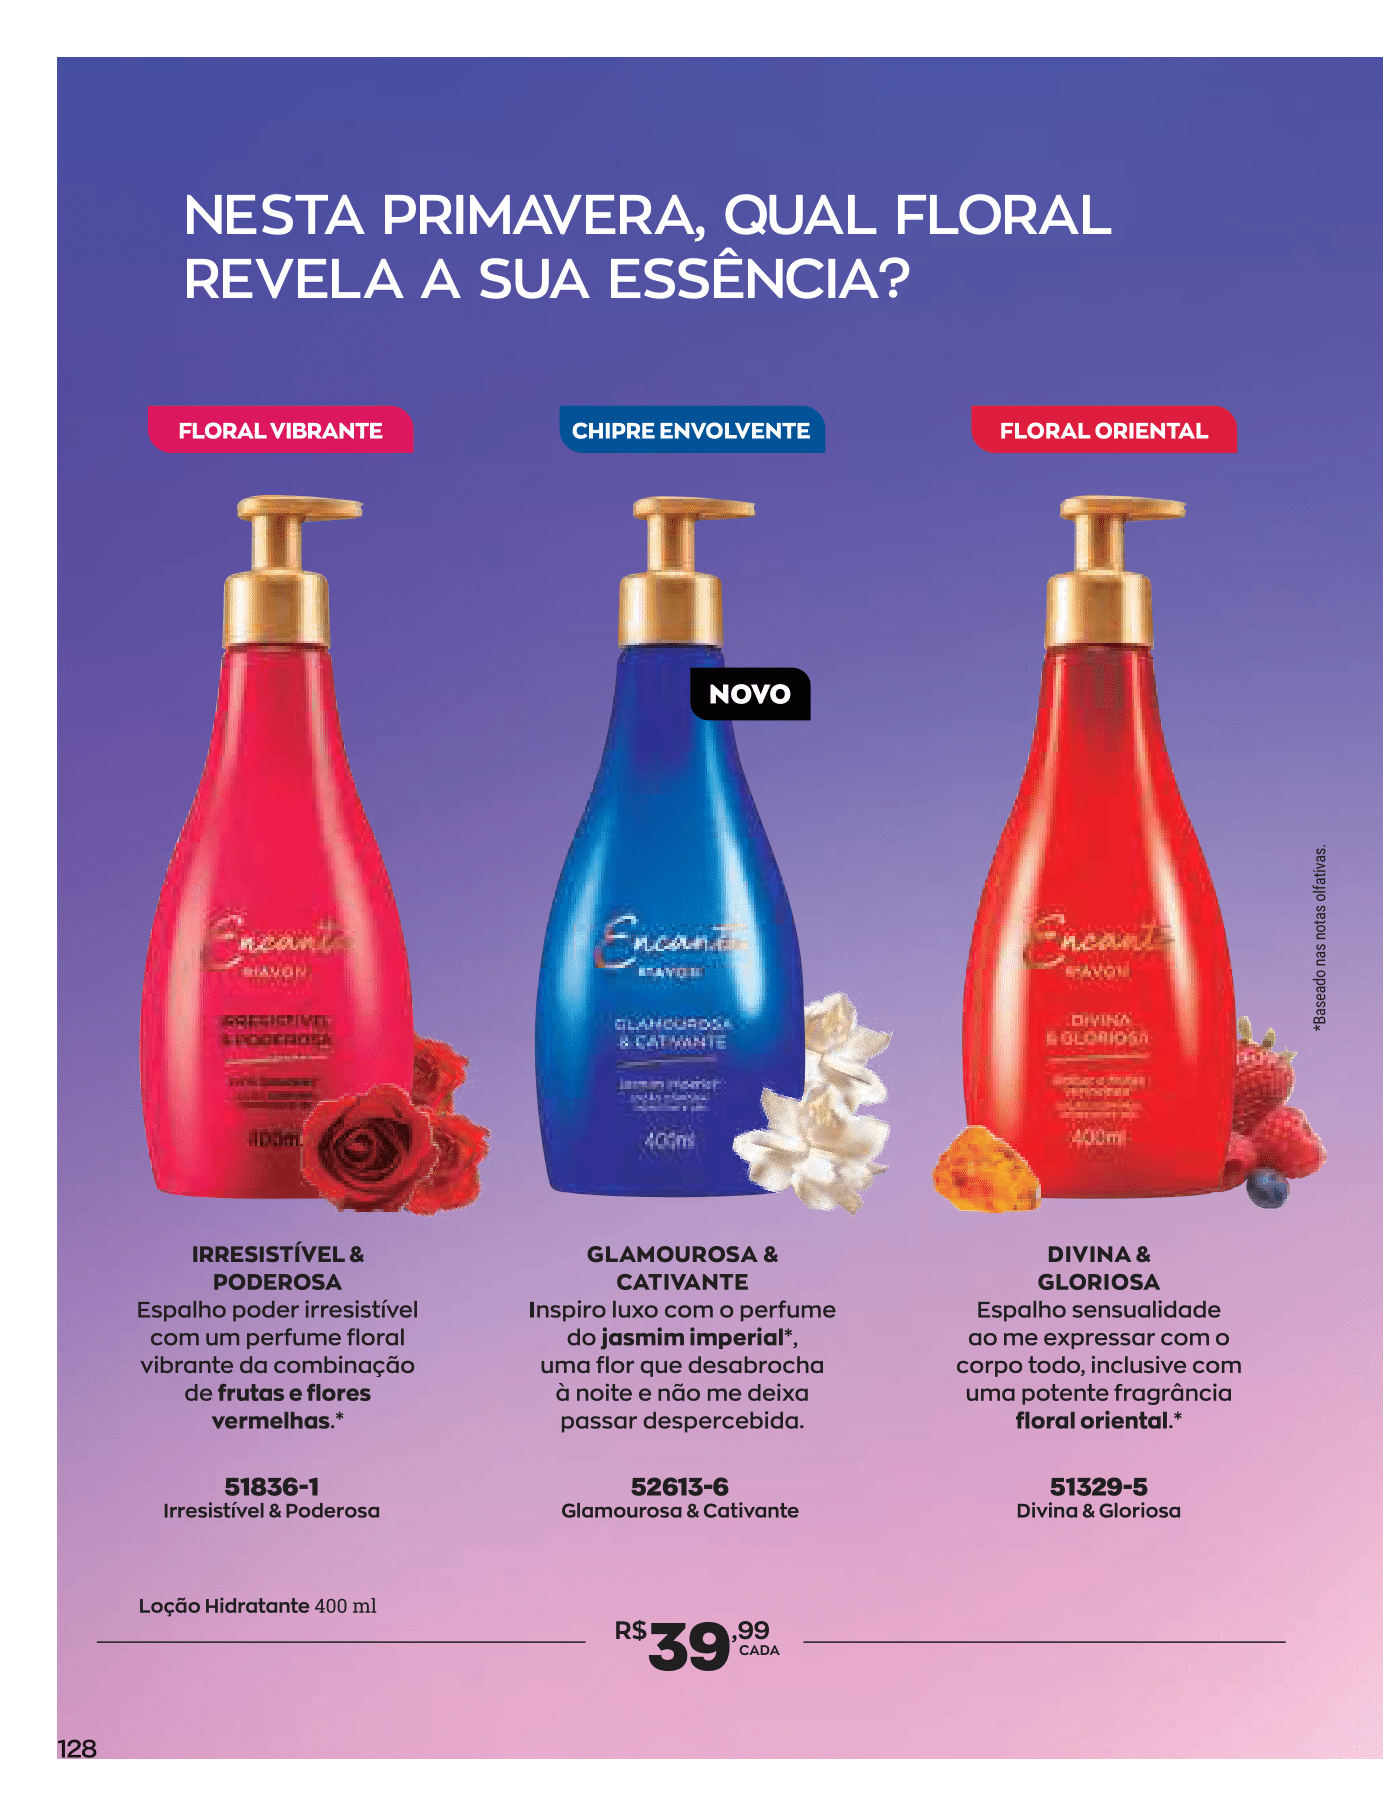 NESTA PRIMAVERA, QUAL FLORAL
REVELA A SUA ESSÊNCIA?
FLORAL VIBRANTE
CHIPRE ENVOLVENTE
FLORAL ORIENTAL
NOVO
Encanto
BY AVON
IRRESISTÍVEL
& PODEROSA
400ml
Encanto
BY AVON
GLAMOUROSA
& CATIVANTE
Jasmim imperial
400ml
Encanto
BY AVON
DIVINA
& GLORIOSA
400ml
*Baseado nas notas olfativas.
IRRESISTÍVEL &
PODEROSA
Espalho poder irresistível
com um perfume floral
vibrante da combinação
de frutas e flores
vermelhas.*
51836-1
Irresistível & Poderosa
GLAMOUROSA &
CATIVANTE
Inspiro luxo com o perfume
do jasmim imperial*,
uma flor que desabrocha
à noite e não me deixa
passar despercebida.
52613-6
Glamourosa & Cativante
DIVINA &
GLORIOSA
Espalho sensualidade
ao me expressar com o
corpo todo, inclusive com
uma potente fragrância
floral oriental.*
51329-5
Divina & Gloriosa
Loção Hidratante 400 ml
R$39,99
CADA
128